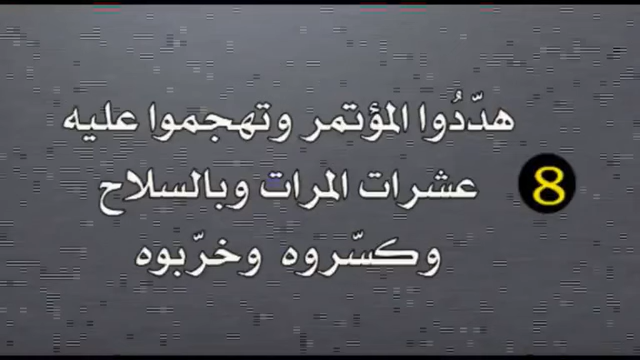 هدّدُوا المؤتمر وتهجموا عليه
8 عشرات المرات وبالسلاح
وكسّروه وخرّبوه